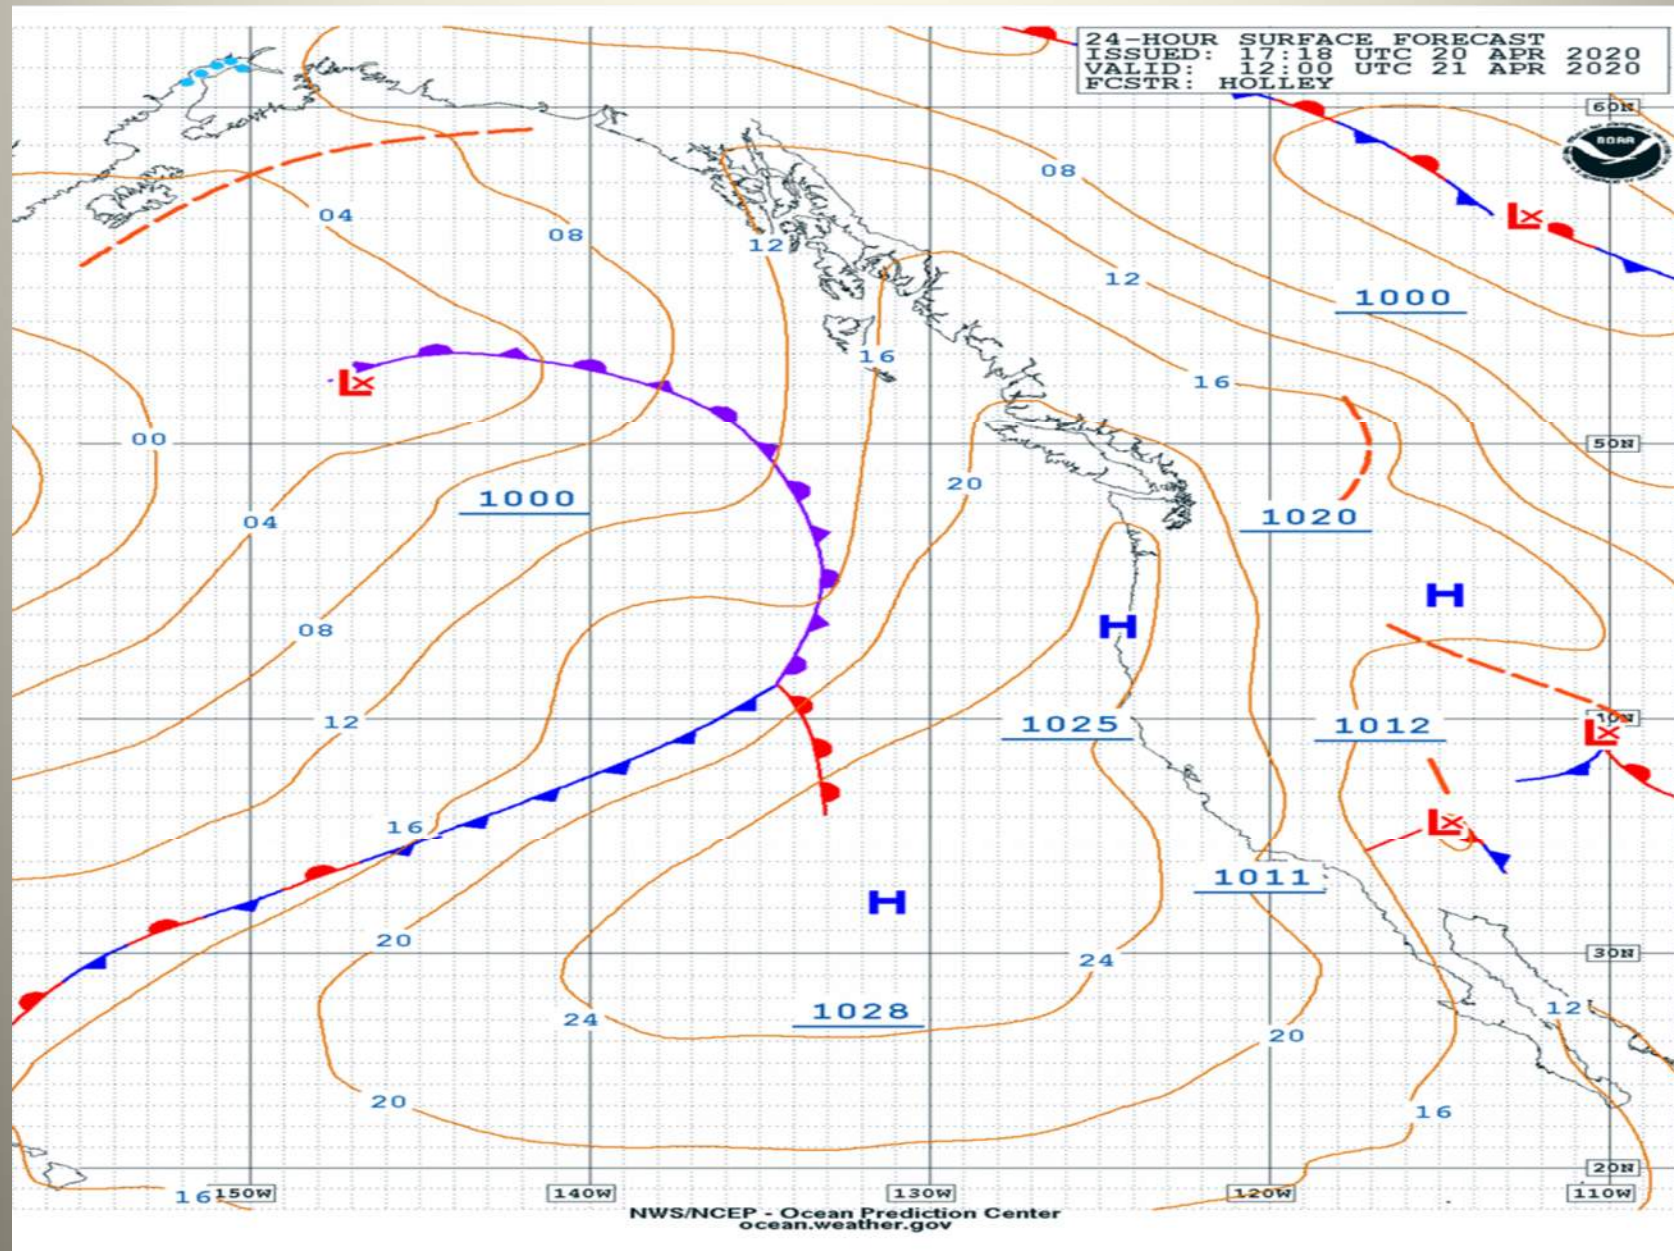 24-HOUR SURFACE FORECAST
ISSUED: 17:18 UTC 20 APR 2020
VALID: 12:00 UTC 21 APR 2020
FCSTR: HOLLEY
60N
NOAA
08
04
L
08
12
12
1000
16
L
16
00
50N
20
1000
1020
04
H
H
08
12
1025
1012
40N
L
16
L
1011
H
20
24
30N
1028
12
24
20
20
16
20N
16
150W
140W
130W
120W
110W
NWS/NCEP - Ocean Prediction Center
ocean.weather.gov